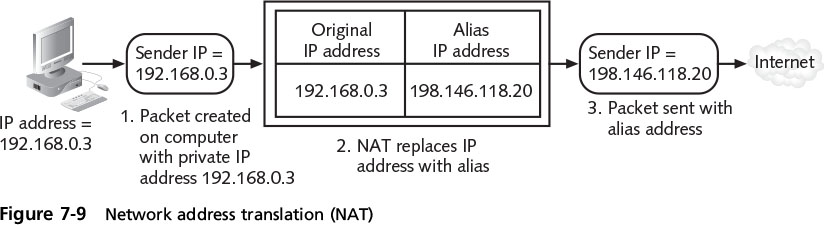 IP address =
192.168.0.3
Sender IP =
192.168.0.3
1. Packet created
on computer
with private IP
address 192.168.0.3
Original
IP address
Alias
IP address
192.168.0.3
198.146.118.20
2. NAT replaces IP
address with alias
Sender IP =
198.146.118.20
3. Packet sent with
alias address
Internet
Figure 7-9 Network address translation (NAT)